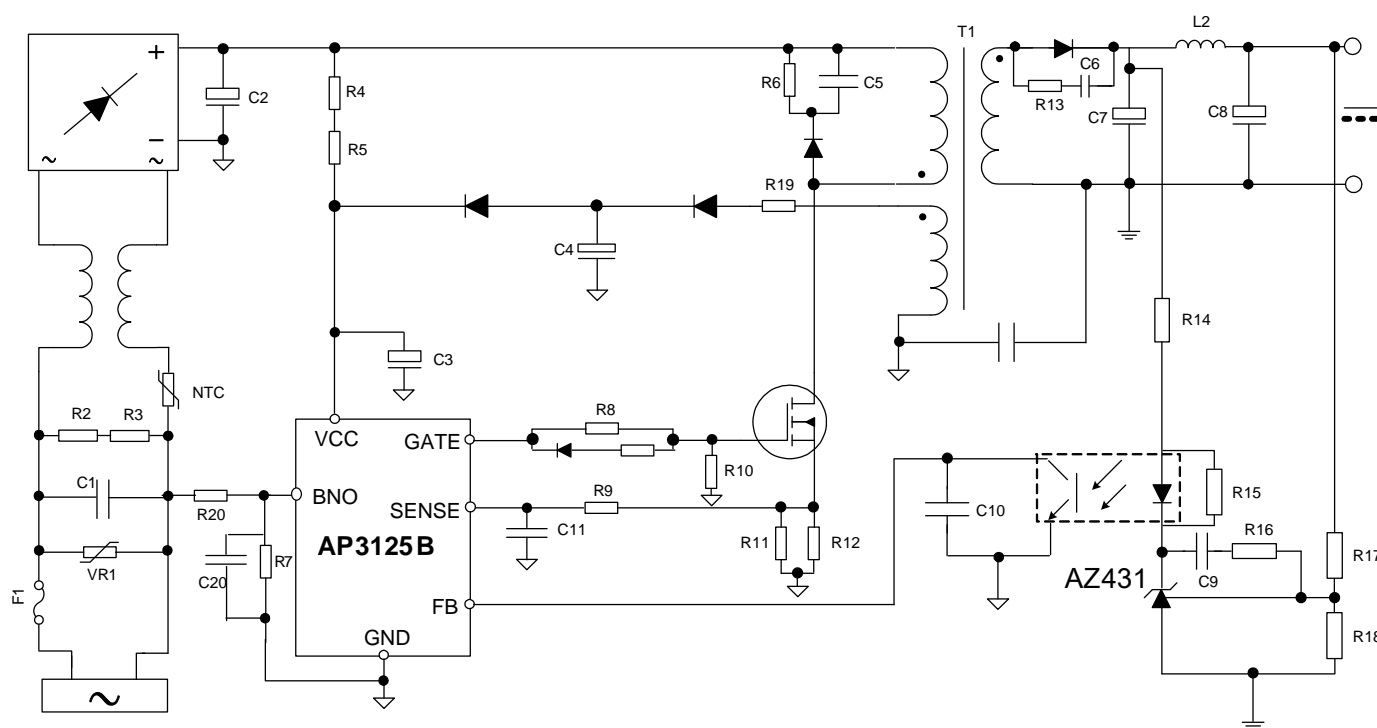 L2
T1
+
C6
R6
C5
R4
C2
R13
C7
C8
R5
−
~
~
R19
C4
R14
C3
NTC
R2
R3
R8
VCC
GATE
R10
C1
BNO
R20
R9
SENSE
C10
R15
R16
C11
AP3125B
R11
R12
R7
VR1
C20
AZ431
C9
R17
F1
FB
GND
R18
~